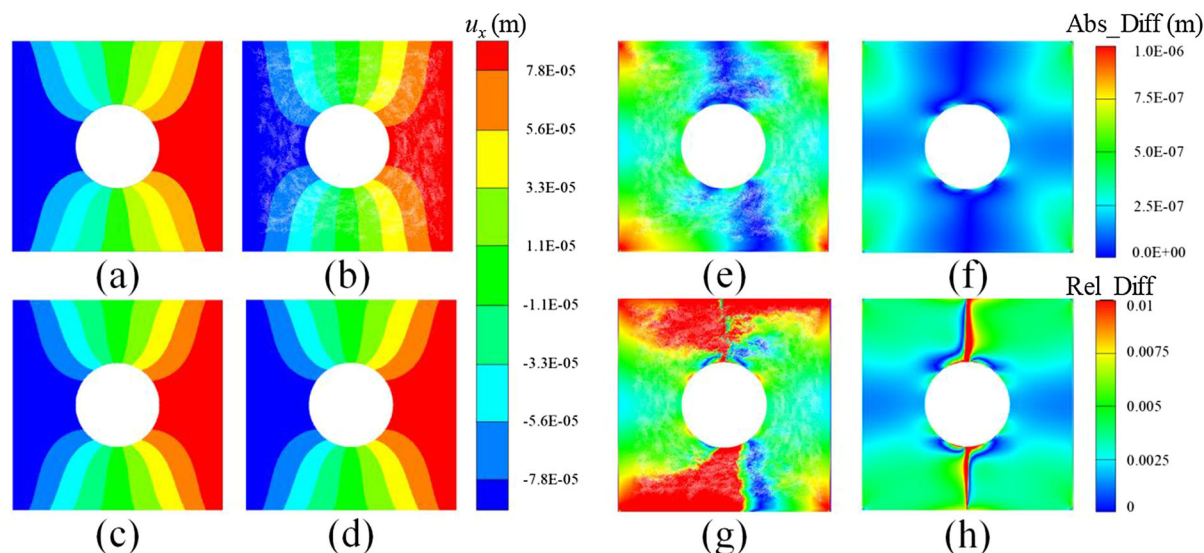 u_x (m)
7.8E-05
5.6E-05
3.3E-05
1.1E-05
-1.1E-05
-3.3E-05
-5.6E-05
-7.8E-05
(a)
(b)
(c)
(d)
Abs_Diff (m)
1.0E-06
7.5E-07
5.0E-07
2.5E-07
0.0E+00
(e)
(f)
Rel_Diff
0.01
0.0075
0.005
0.0025
0
(g)
(h)